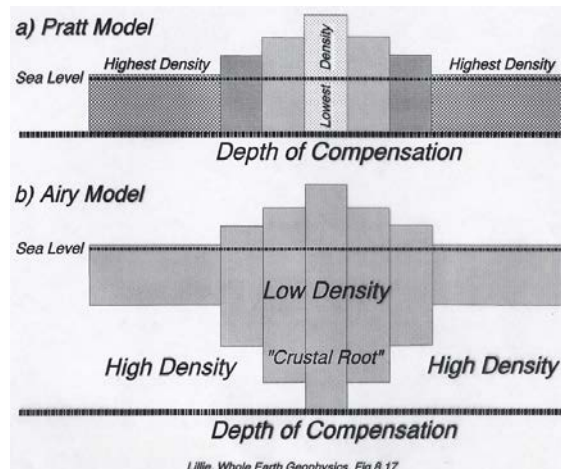 a) Pratt Model
Highest Density
Lowest Density
Highest Density
Sea Level
Depth of Compensation
b) Airy Model
Sea Level
Low Density
High Density
"Crustal Root"
High Density
Depth of Compensation
Lillie, Whole Earth Geophysics, Fig 8.17